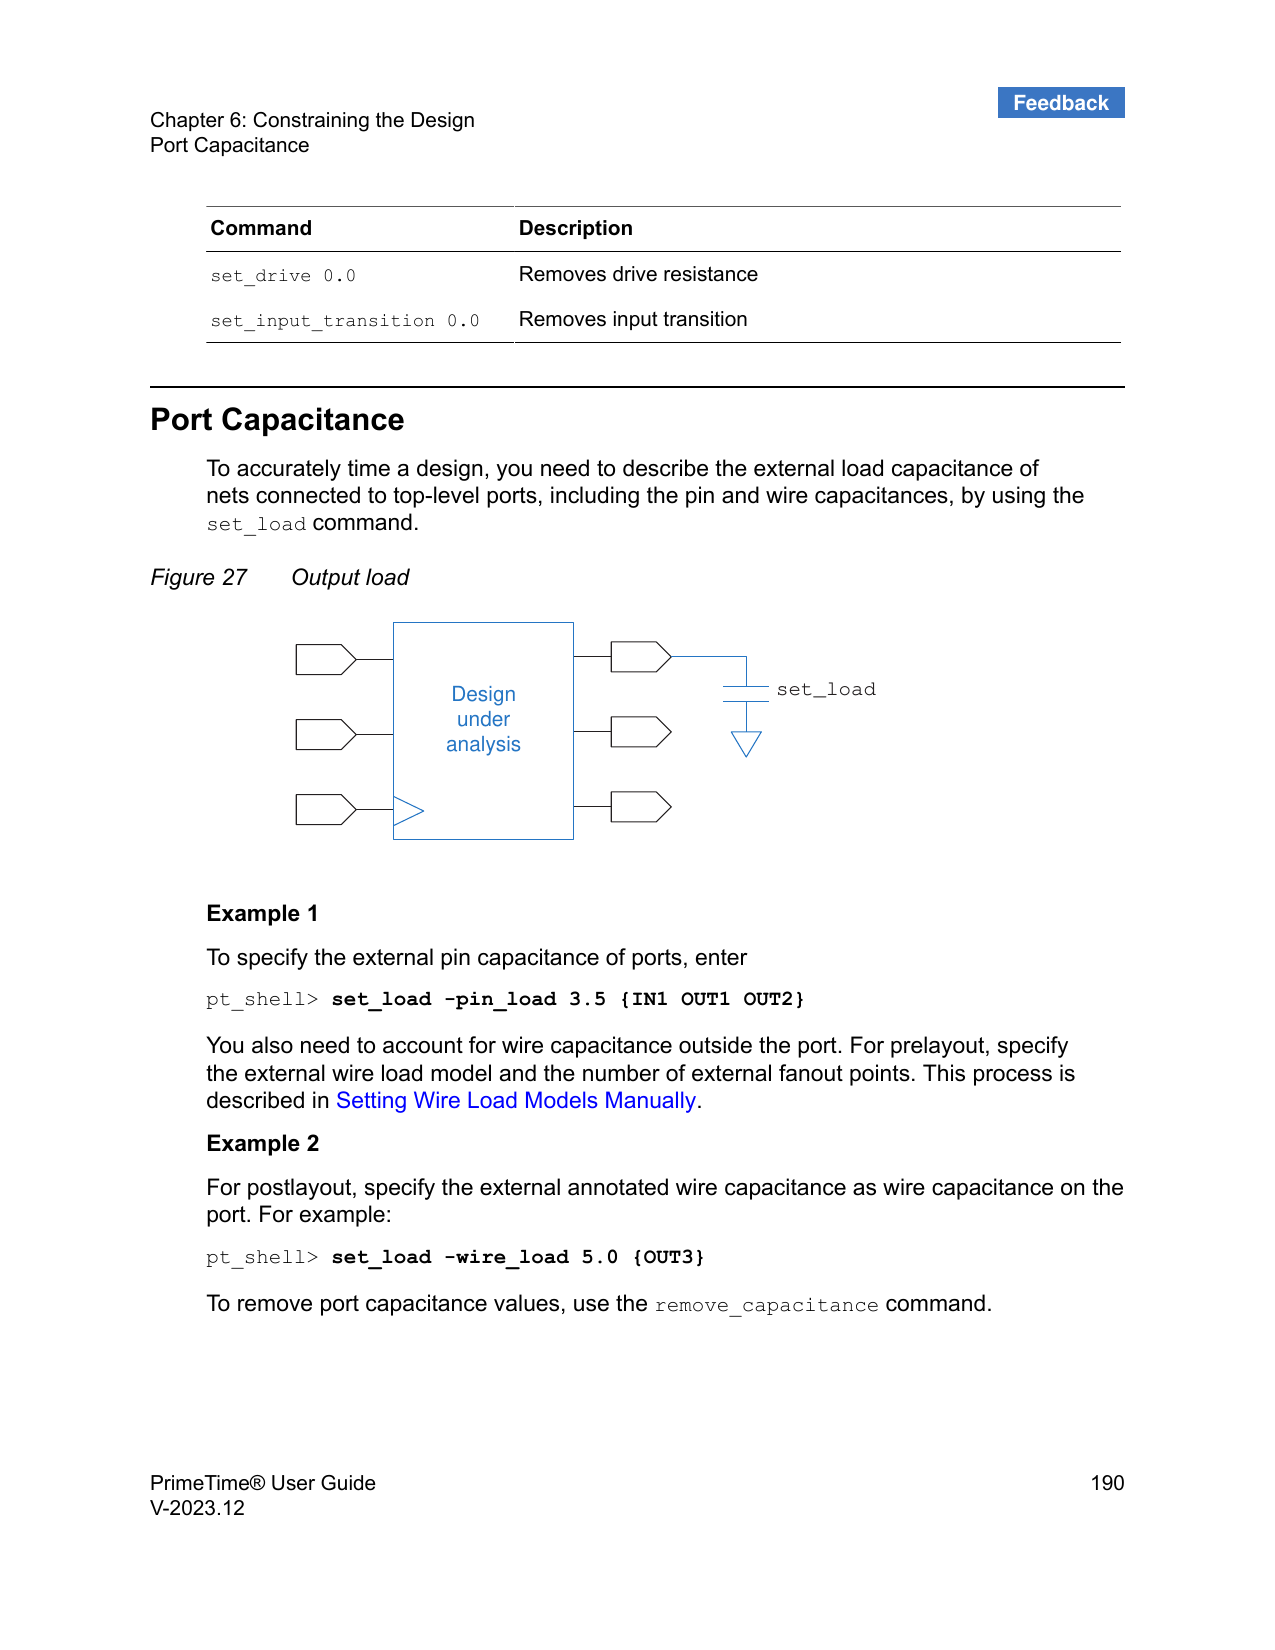 Feedback
Chapter 6: Constraining the Design
Port Capacitance
Command Description
set_drive 0.0 Removes drive resistance
set_input_transition 0.0 Removes input transition
Port Capacitance
To accurately time a design, you need to describe the external load capacitance of
nets connected to top-level ports, including the pin and wire capacitances, by using the
set_load command.
Figure 27 Output load
Design
under
analysis
set_load
Example 1
To specify the external pin capacitance of ports, enter
pt_shell> set_load -pin_load 3.5 {IN1 OUT1 OUT2}
You also need to account for wire capacitance outside the port. For prelayout, specify
the external wire load model and the number of external fanout points. This process is
described in Setting Wire Load Models Manually.
Example 2
For postlayout, specify the external annotated wire capacitance as wire capacitance on the
port. For example:
pt_shell> set_load -wire_load 5.0 {OUT3}
To remove port capacitance values, use the remove_capacitance command.
PrimeTime® User Guide 190
V-2023.12